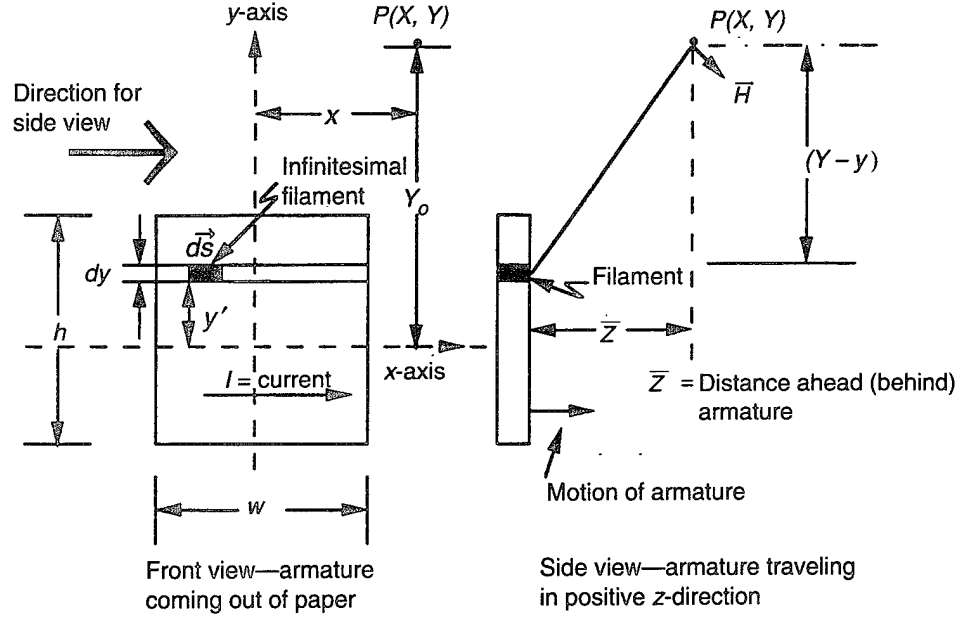 y-axis
P(X, Y)
P(X, Y)
Direction for
side view
x
H
Infinitesimal
filament
Yo
(Y – y)
ds
dy
Filament
y'
h
Z
x-axis
I = current
Z = Distance ahead (behind)
armature
Motion of armature
w
Front view—armature
coming out of paper
Side view—armature traveling
in positive z-direction